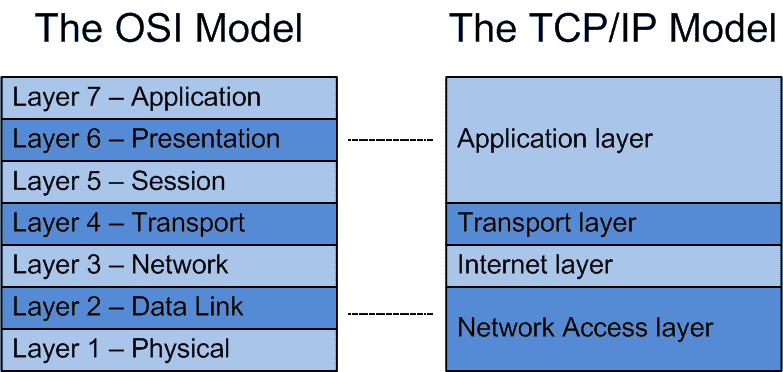 The OSI Model
Layer 7 – Application
Layer 6 – Presentation
Layer 5 – Session
Layer 4 – Transport
Layer 3 – Network
Layer 2 – Data Link
Layer 1 – Physical
The TCP/IP Model
Application layer
Transport layer
Internet layer
Network Access layer